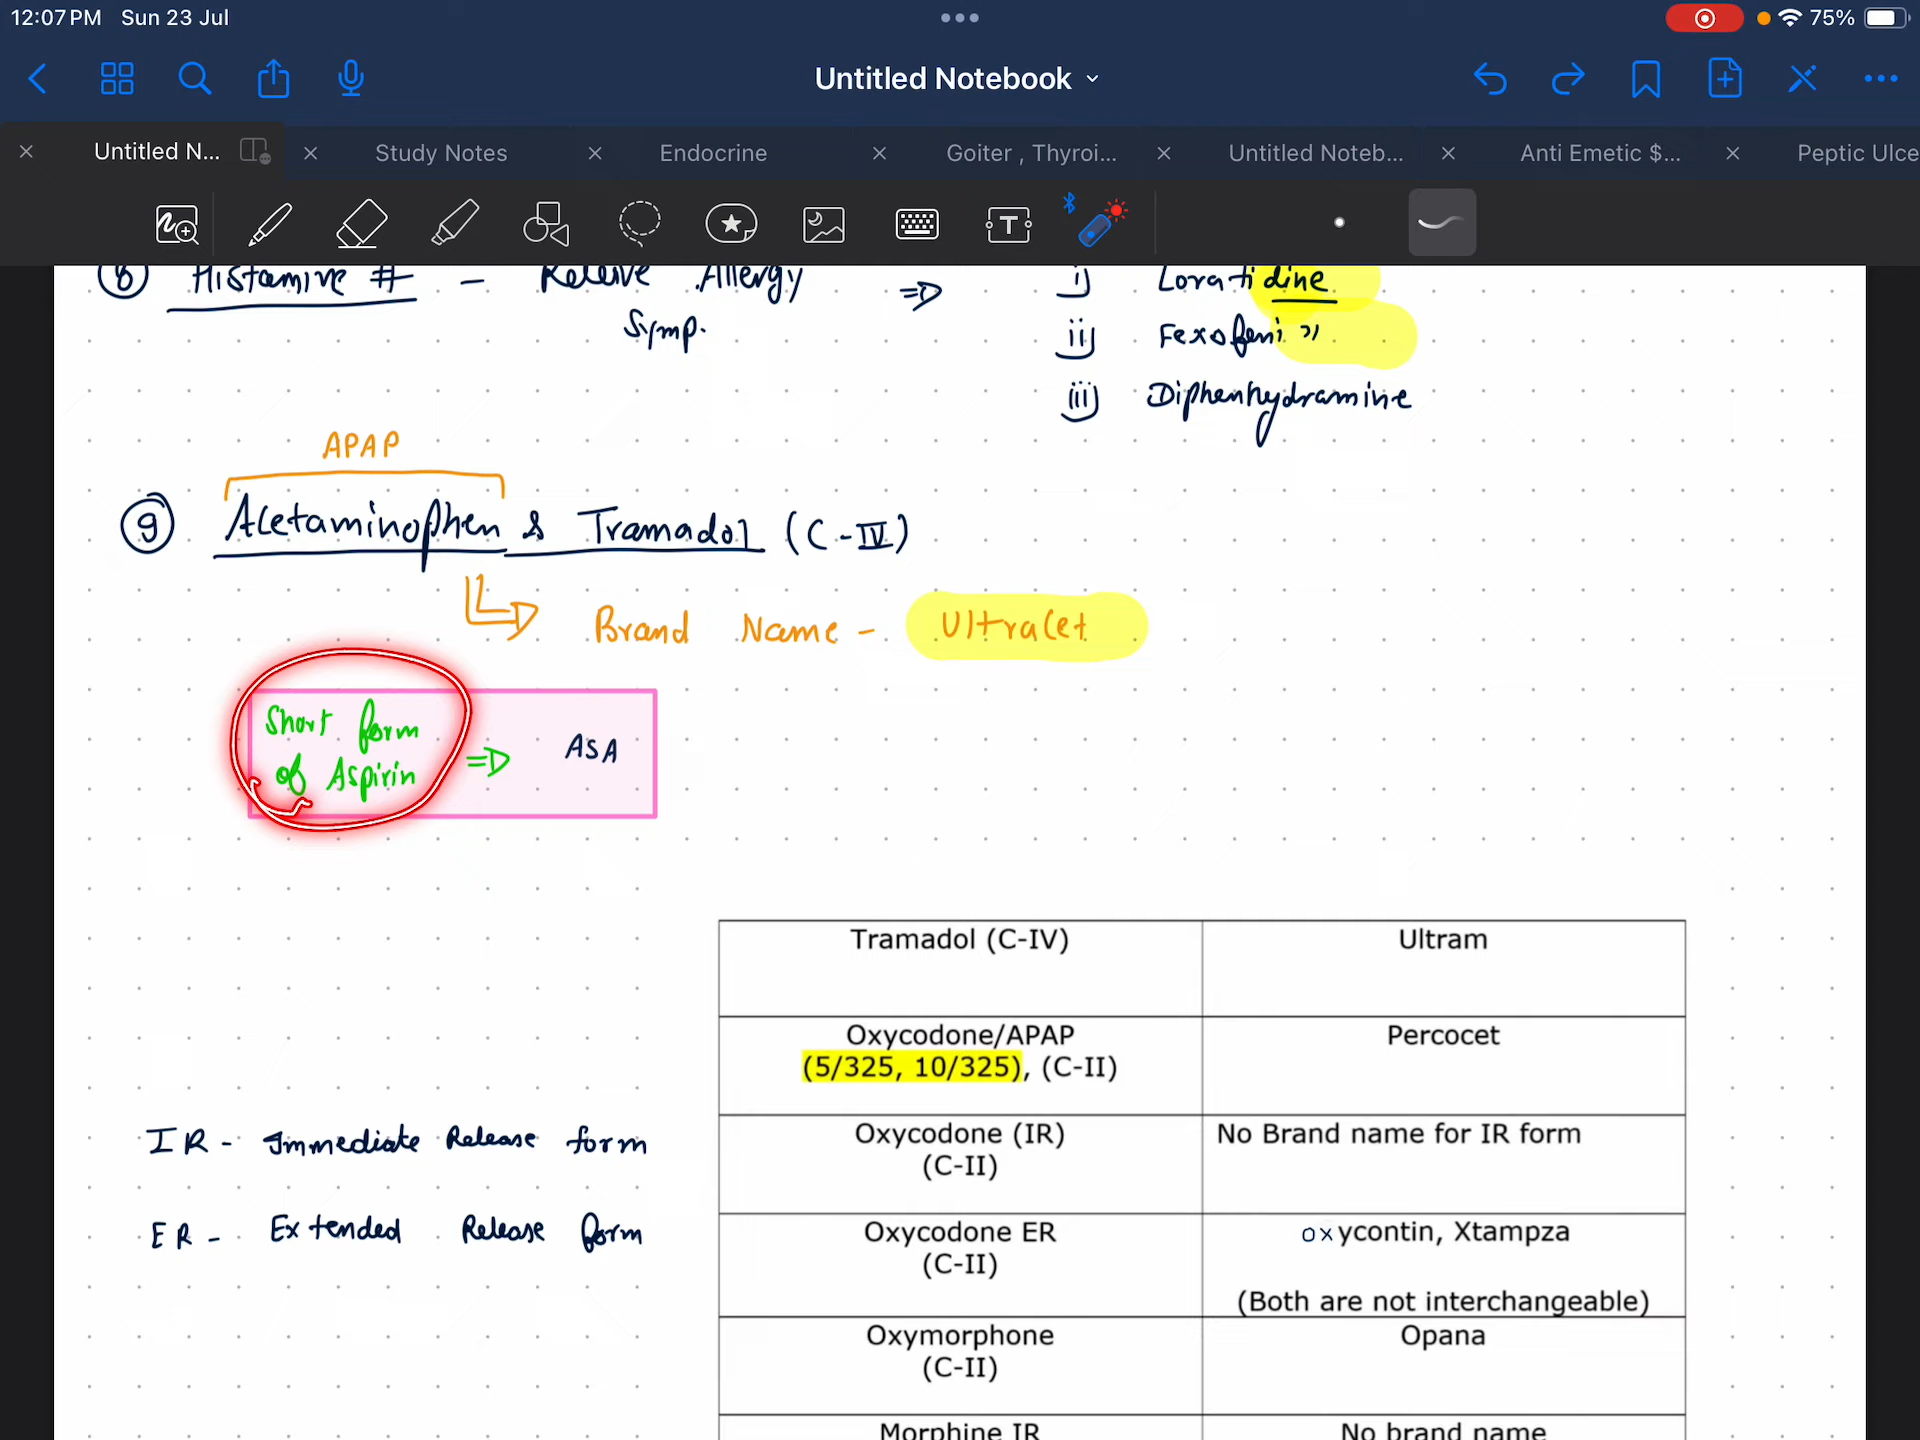 12:07 PM Sun 23 Jul
75%
Untitled Notebook
Untitled N... Study Notes Endocrine Goiter , Thyroi... Untitled Noteb... Anti Emetic $... Peptic Ulce
8 Histamine # - Relieve Allergy Symp. ⇒
i) Loratidine
ii) Fexofeni "
iii) Diphenhydramine
APAP
9 Acetaminophen & Tramadol (C-IV)
Brand Name - Ultracet
Short form of Aspirin ⇒ ASA
IR - Immediate Release form
ER - Extended Release form
Tramadol (C-IV) Ultram
Oxycodone/APAP Percocet
(5/325, 10/325), (C-II)
Oxycodone (IR) No Brand name for IR form
(C-II)
Oxycodone ER oxycontin, Xtampza
(C-II)
(Both are not interchangeable)
Oxymorphone Opana
(C-II)
Morphine IR No brand name